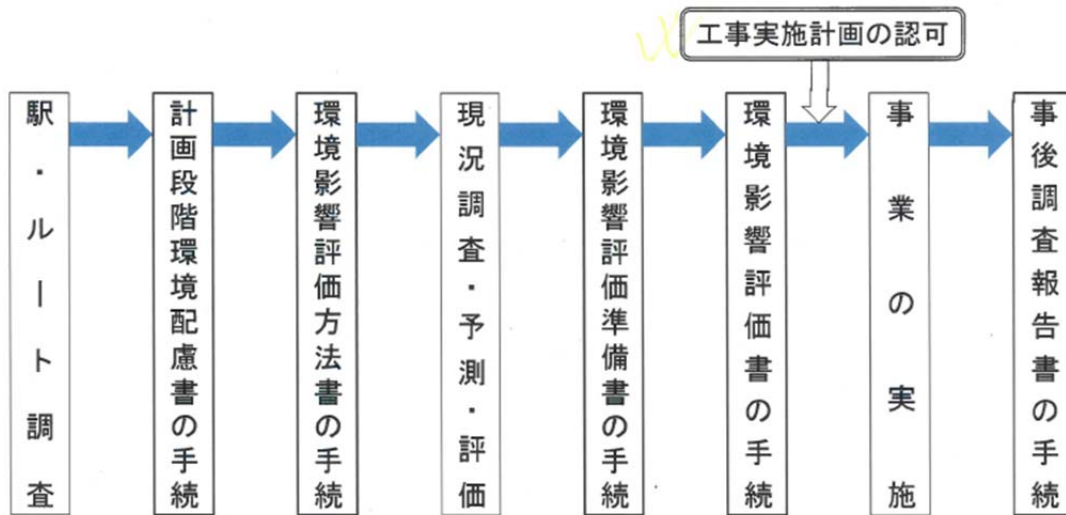 工事実施計画の認可
駅・ルート調査
計画段階環境配慮書の手続
環境影響評価方法書の手続
現況調査・予測・評価
環境影響評価準備書の手続
環境影響評価書の手続
事業の実施
事後調査報告書の手続